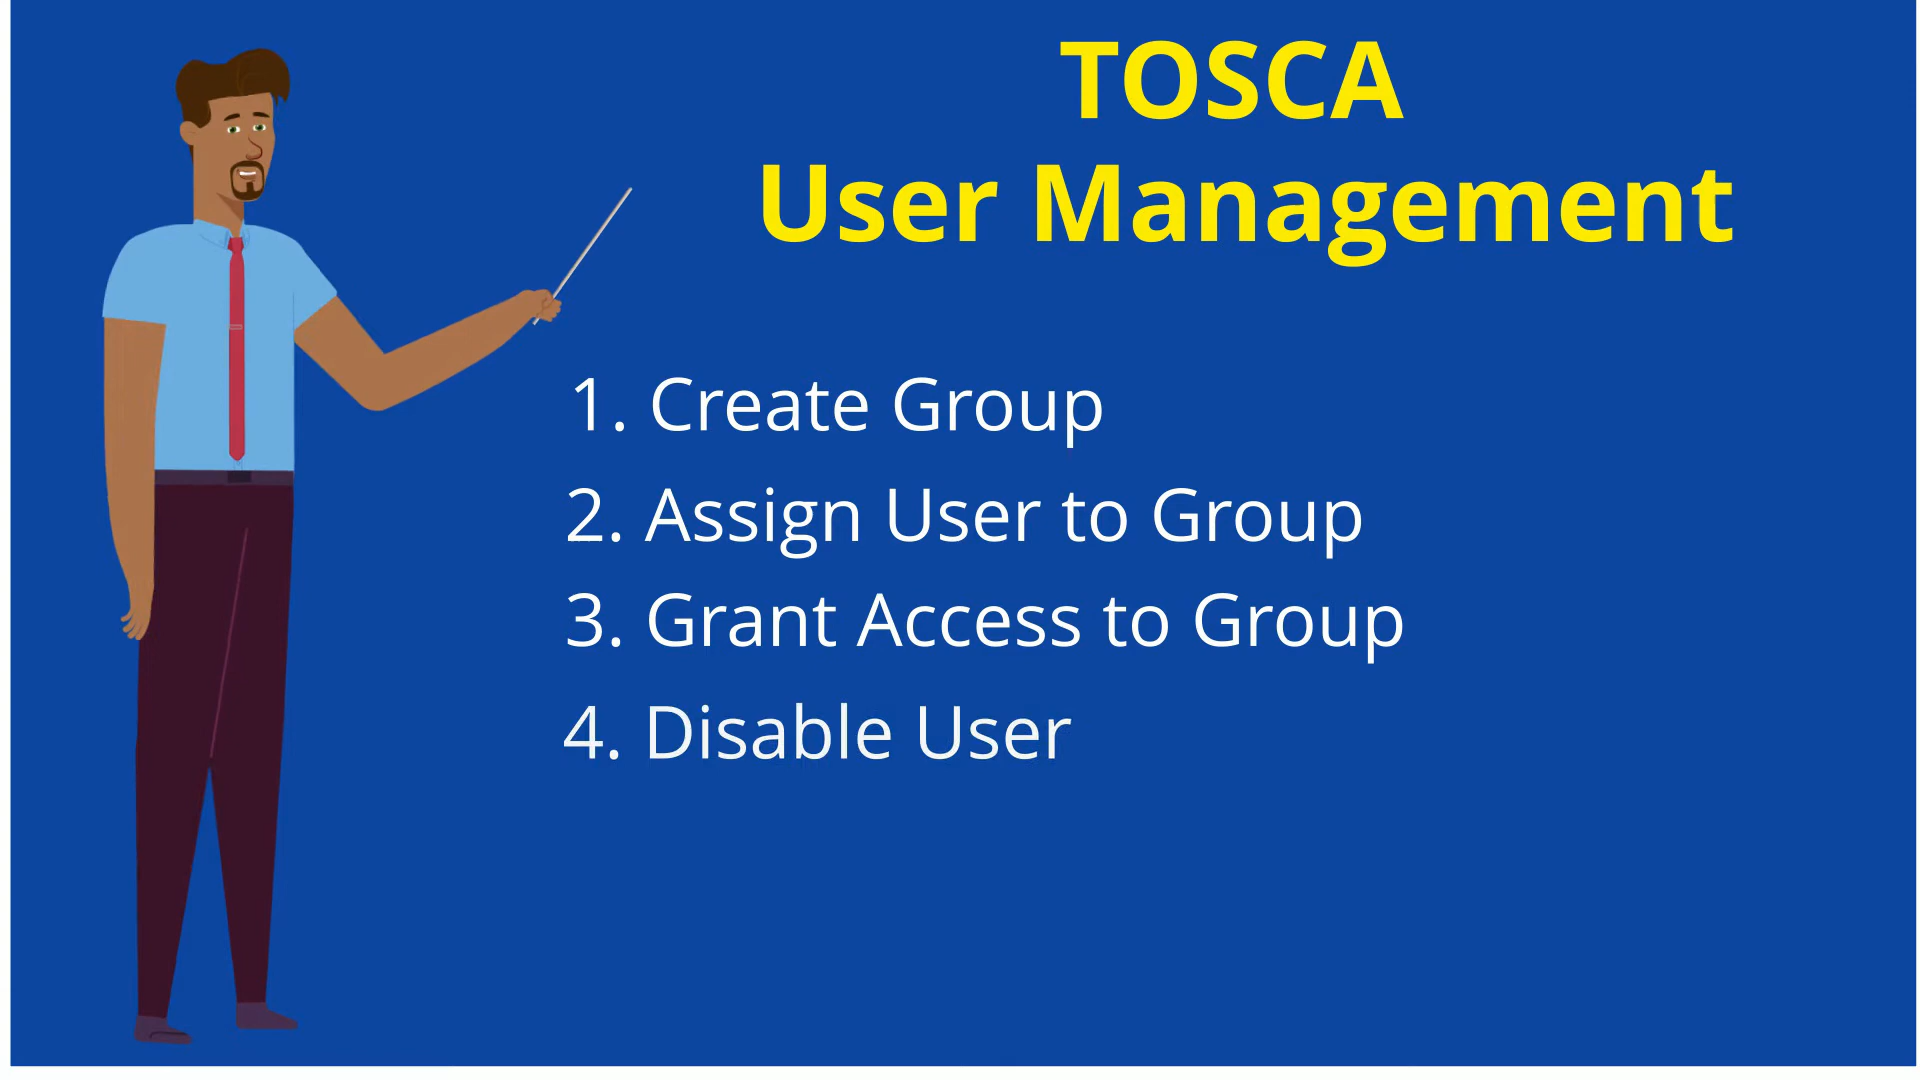 TOSCA
User Management
1. Create Group
2. Assign User to Group
3. Grant Access to Group
4. Disable User